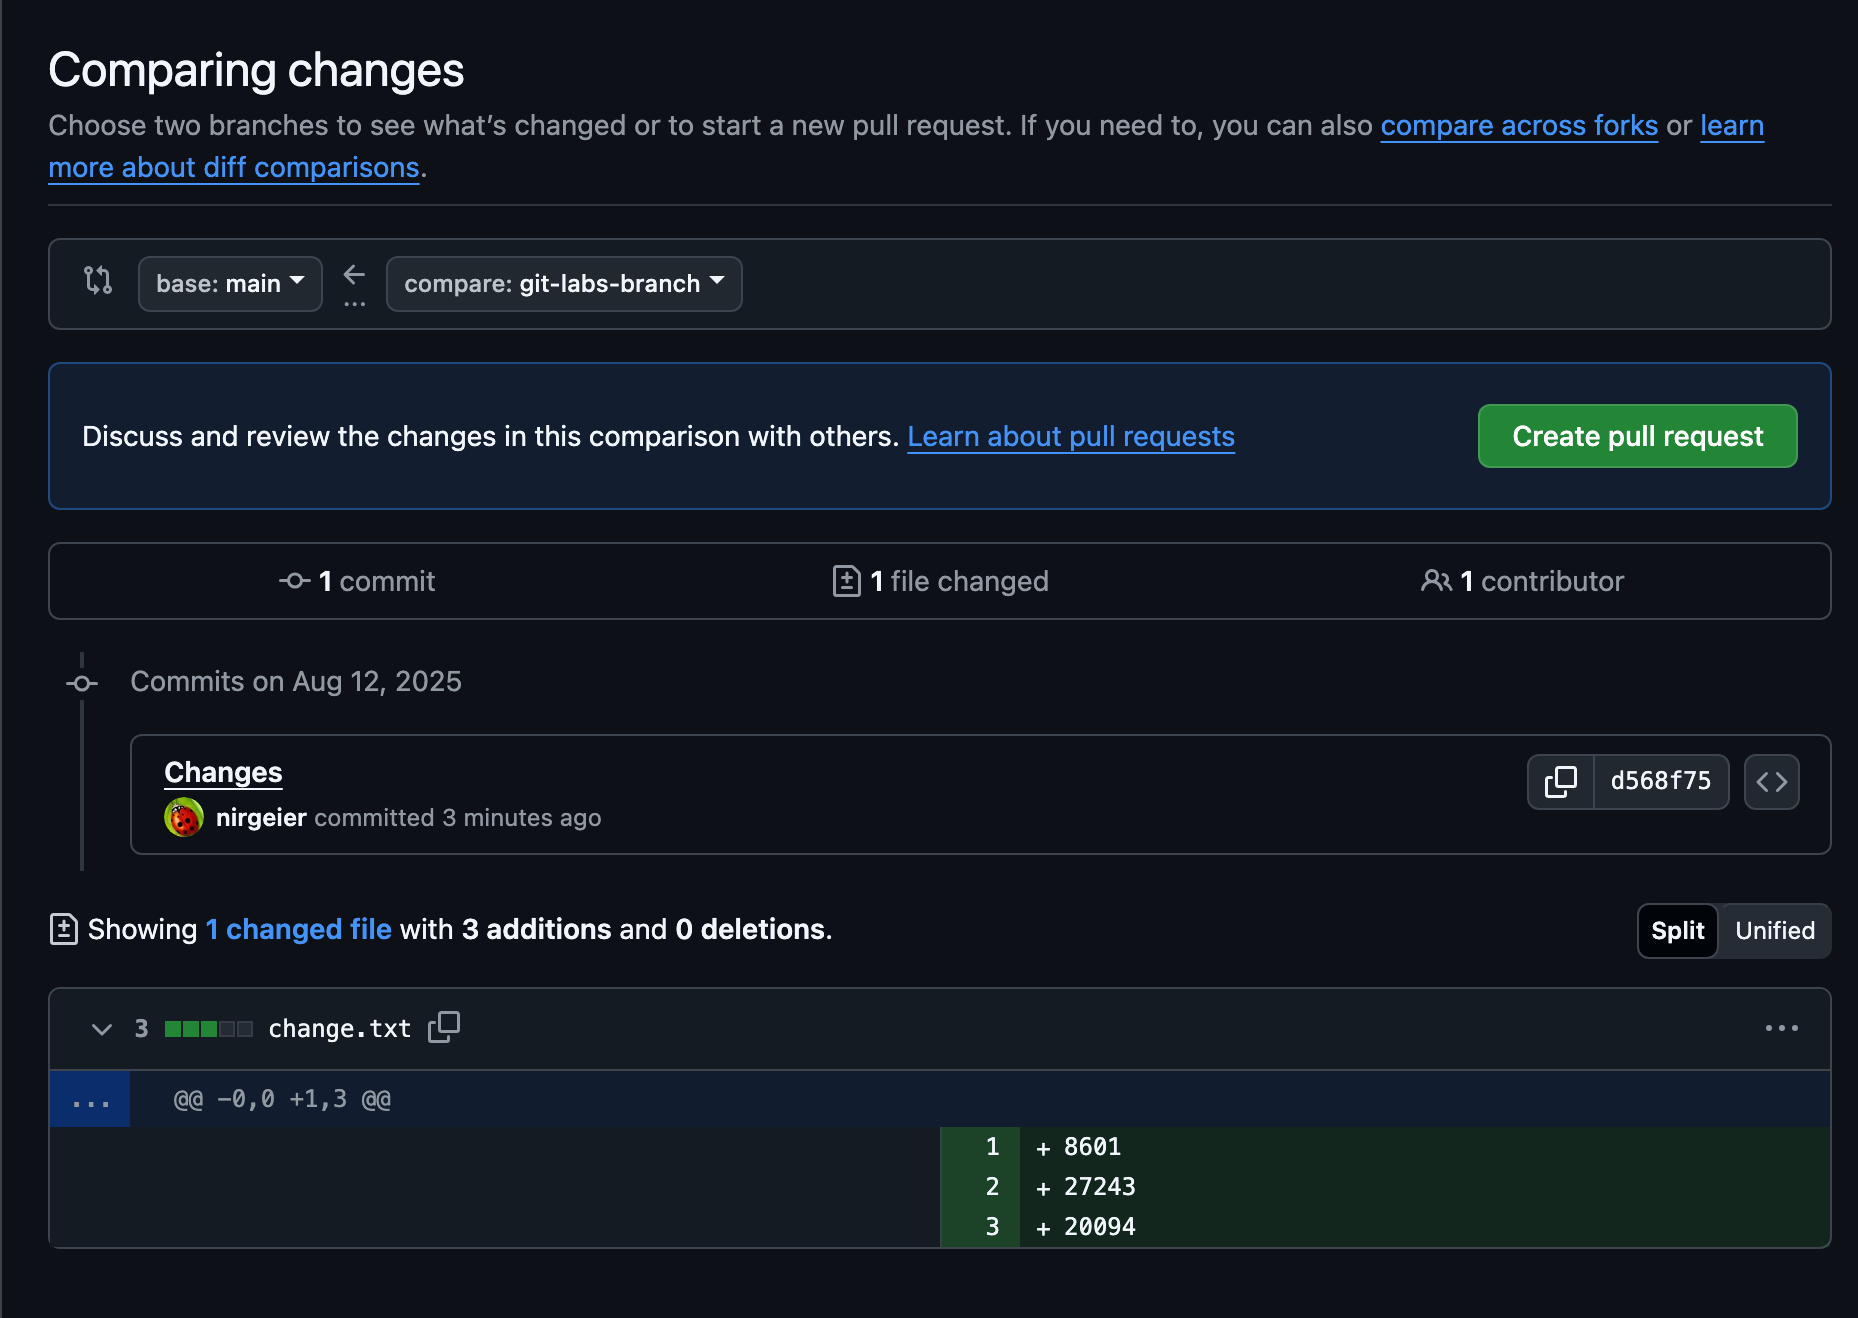 Comparing changes
Choose two branches to see what's changed or to start a new pull request. If you need to, you can also compare across forks or learn
more about diff comparisons.
base: main ... compare: git-labs-branch
Discuss and review the changes in this comparison with others. Learn about pull requests Create pull request
1 commit 1 file changed 1 contributor
Commits on Aug 12, 2025
Changes
d568f75
nirgeier committed 3 minutes ago
Showing 1 changed file with 3 additions and 0 deletions. Split Unified
3 change.txt ...
... @@ -0,0 +1,3 @@
1 + 8601
2 + 27243
3 + 20094